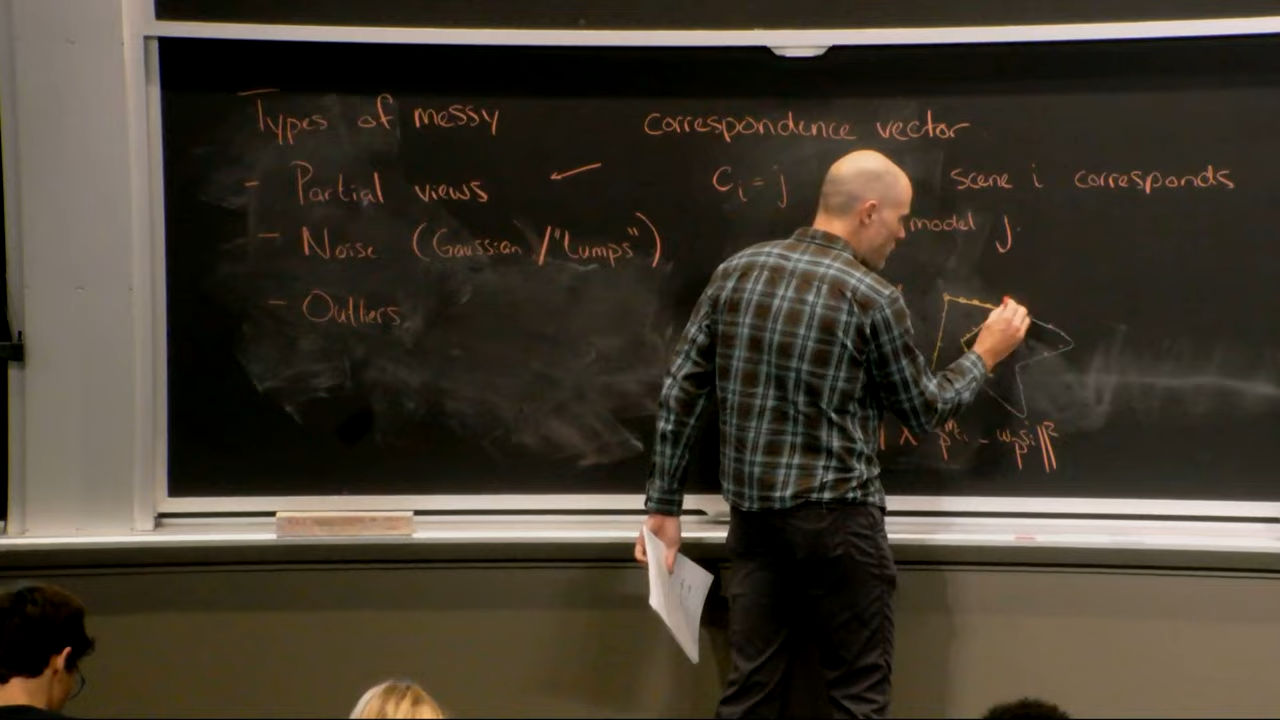 Types of messy
- Partial views
- Noise (Gaussian / "Lumps")
- Outliers
correspondence vector
C_i = j scene i corresponds
model j